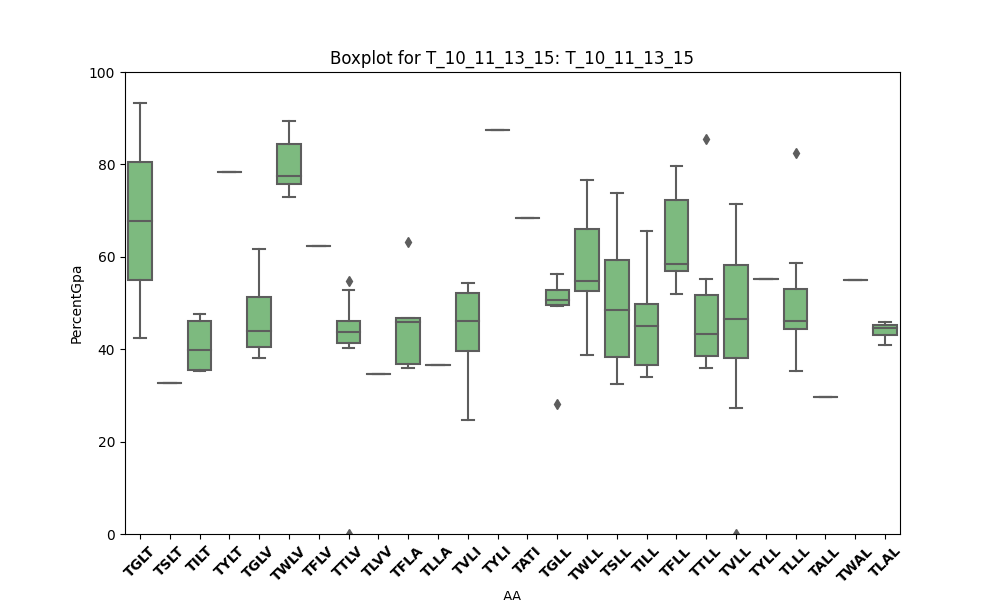 Boxplot for T_10_11_13_15: T_10_11_13_15
100
80
60
40
20
0
PercentGpa
TGLT TSLT TILT TYLT TGLV TWLV TFLV TTLV TLVV TFLA TLLA TVLI TYLI TATI TGLL TWLL TSLL TILL TFLL TTLL TVLL TYLL TLLL TALL TWAL TLAL
AA